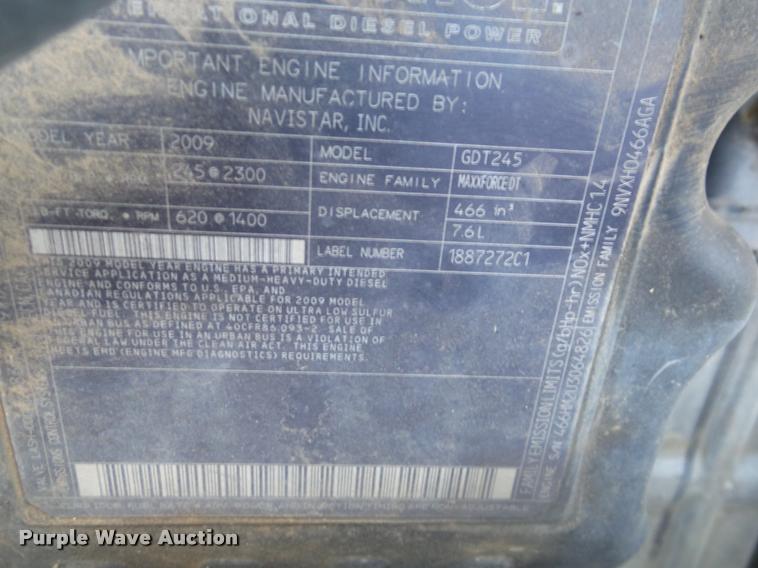 IONAL DIESEL POWER
IMPORTANT ENGINE INFORMATION
ENGINE MANUFACTURED BY:
NAVISTAR, INC.
MODEL YEAR 2009
MODEL GDT245
245@2300
ENGINE FAMILY MAXXFORCE DT
D-FT TORQ. @ RPM 620@1400
DISPLACEMENT 466 in³
7.6L
LABEL NUMBER 1887272C1
2009 MODEL YEAR ENGINE HAS A PRIMARY INTENDED
SERVICE APPLICATION AS A MEDIUM-HEAVY-DUTY DIESEL
ENGINE AND CONFORMS TO U.S. EPA, AND
CANADIAN REGULATIONS APPLICABLE FOR 2009 MODEL
AND IS CERTIFIED TO OPERATE ON ULTRA LOW SULFUR
DIESEL FUEL. THIS ENGINE IS NOT CERTIFIED FOR USE IN
URBAN BUS AS DEFINED AT 40CFR86.093-2. SALE OF
ENGINE FOR USE IN AN URBAN BUS IS A VIOLATION OF
FEDERAL LAW UNDER THE CLEAN AIR ACT. THIS ENGINE
MEETS EMD (ENGINE MFG DIAGNOSTICS) REQUIREMENTS.
FAMILY EMISSION LIMITS (g/bHp-hr) NOx+NMHC 1.4
EMISSION FAMILY 9NVXH0466AGA
Purple Wave Auction